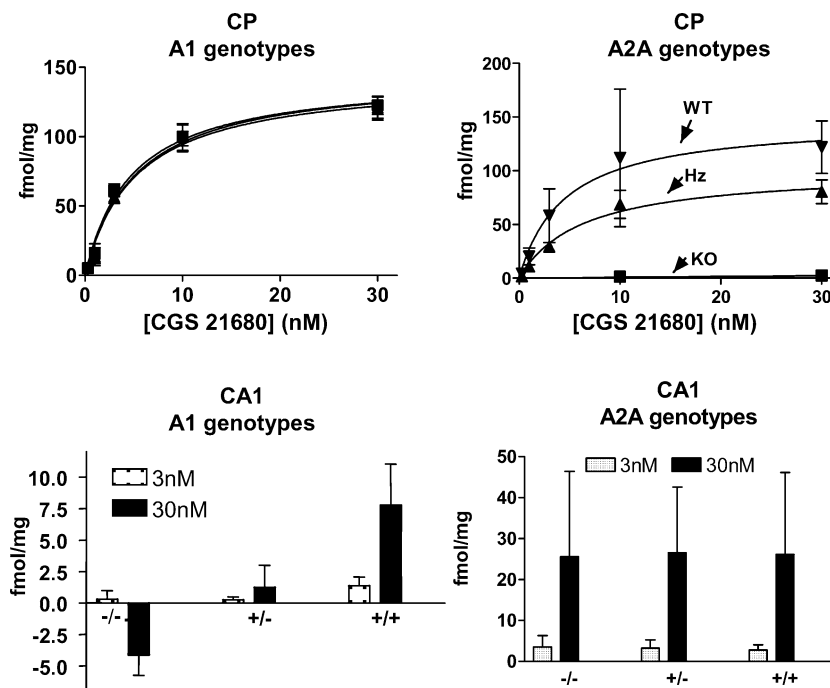 CP
A1 genotypes
150
100
50
0
0
10
20
30
fmol/mg
[CGS 21680] (nM)
CP
A2A genotypes
200
150
100
50
0
0
10
20
30
fmol/mg
WT
Hz
KO
[CGS 21680] (nM)
CA1
A1 genotypes
10.0
7.5
5.0
2.5
0.0
-2.5
-5.0
fmol/mg
3nM
30nM
-/-
+/-
+/+
CA1
A2A genotypes
50
40
30
20
10
0
fmol/mg
3nM
30nM
-/-
+/-
+/+